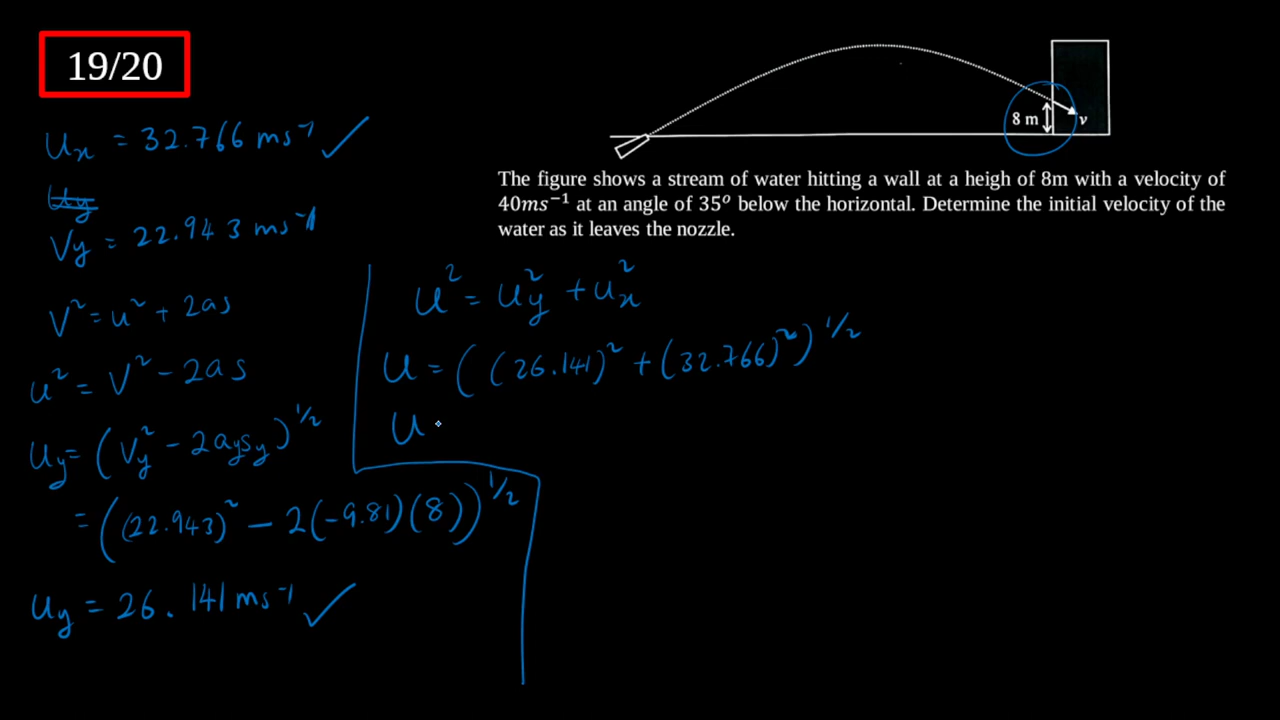 19/20
8 m
v
The figure shows a stream of water hitting a wall at a heigh of 8m with a velocity of
40ms⁻¹ at an angle of 35º below the horizontal. Determine the initial velocity of the
water as it leaves the nozzle.
Ux = 32.766 ms⁻¹ ✓
Uy
Vy = 22.943 ms⁻¹
V² = u² + 2as
u² = V² - 2as
Uy = (Vy² - 2aySy)^1/2
= ((22.943)² - 2(-9.81)(8))^1/2
Uy = 26.141 ms⁻¹ ✓
U² = Uy² + Ux²
U = ((26.141)² + (32.766)²)^1/2
U